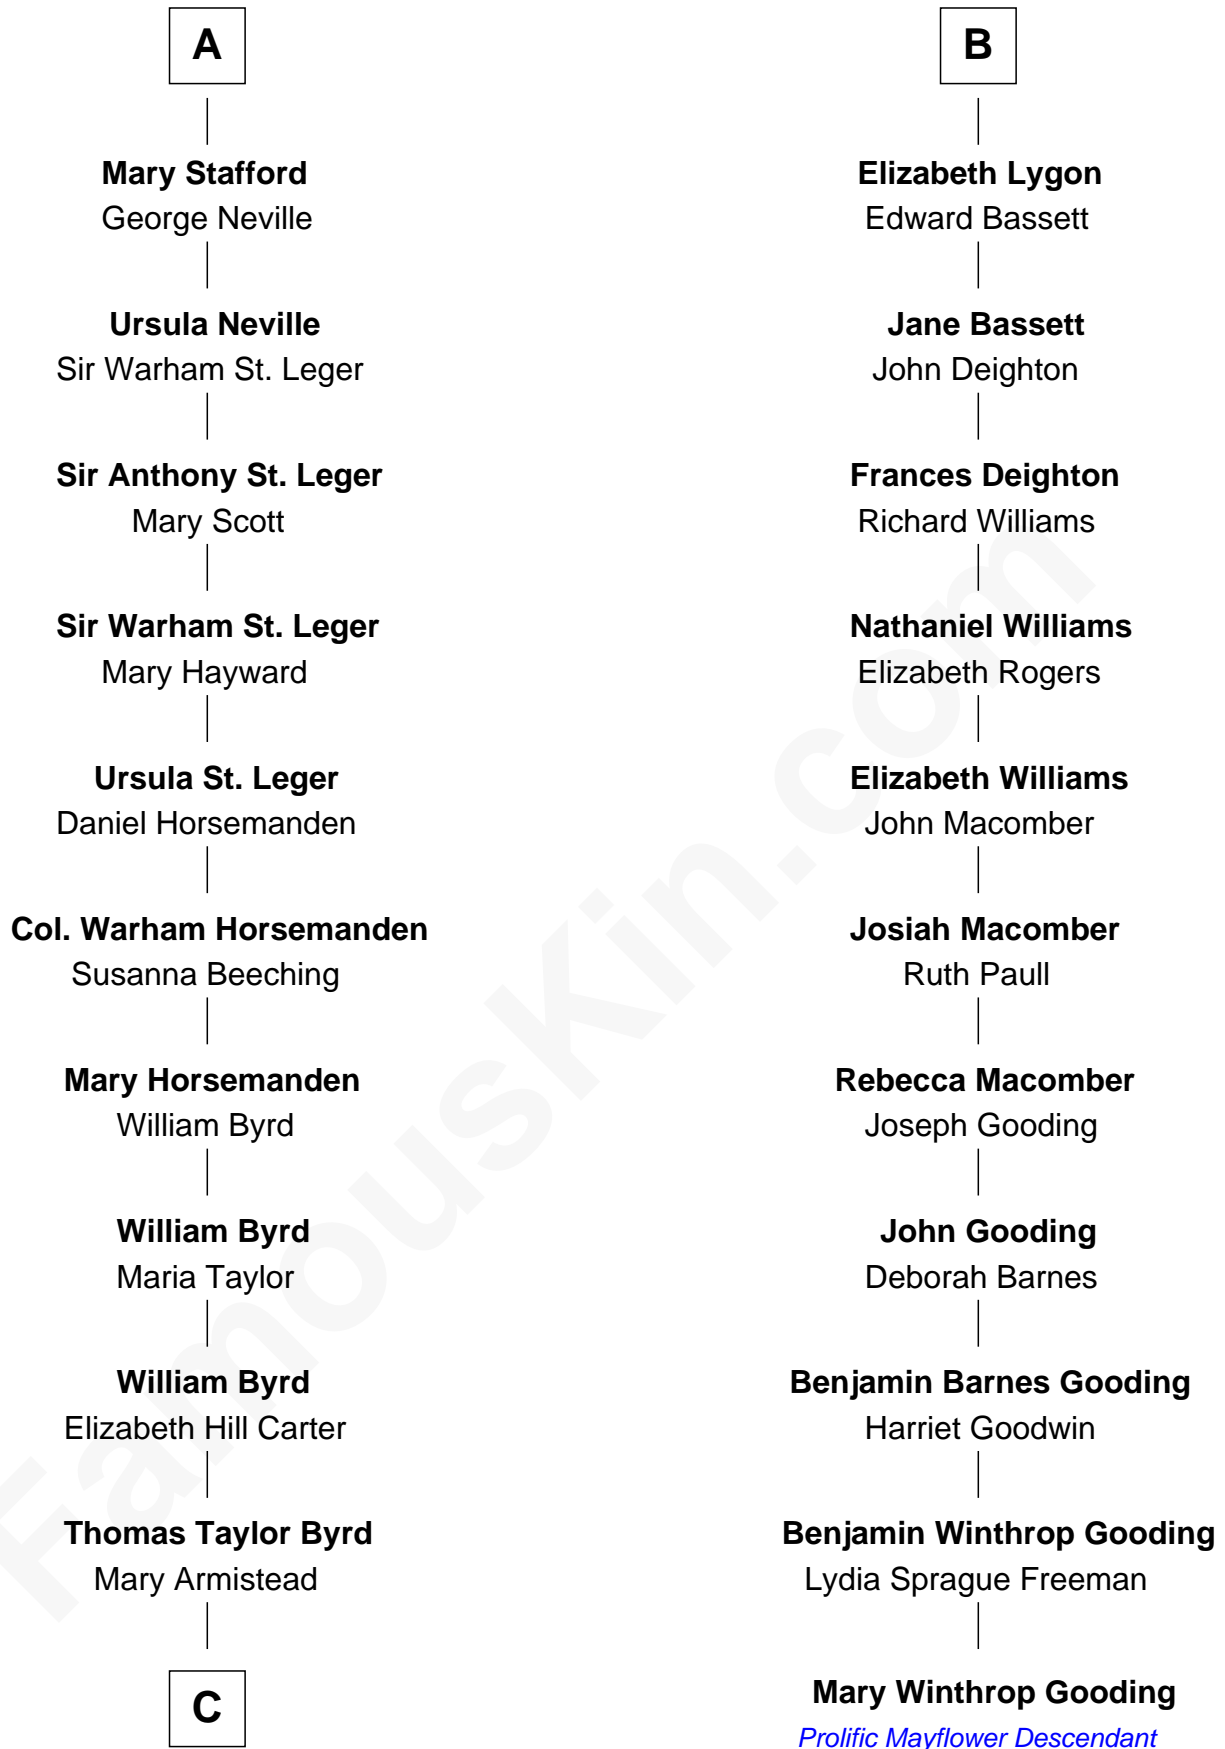 A
Mary Stafford
George Neville
Ursula Neville
Sir Warham St. Leger
Sir Anthony St. Leger
Mary Scott
Sir Warham St. Leger
Mary Hayward
Ursula St. Leger
Daniel Horsemanden
Col. Warham Horsemanden
Susanna Beeching
Mary Horsemanden
William Byrd
William Byrd
Maria Taylor
William Byrd
Elizabeth Hill Carter
Thomas Taylor Byrd
Mary Armistead
C
B
Elizabeth Lygon
Edward Bassett
Jane Bassett
John Deighton
Frances Deighton
Richard Williams
Nathaniel Williams
Elizabeth Rogers
Elizabeth Williams
John Macomber
Josiah Macomber
Ruth Paull
Rebecca Macomber
Joseph Gooding
John Gooding
Deborah Barnes
Benjamin Barnes Gooding
Harriet Goodwin
Benjamin Winthrop Gooding
Lydia Sprague Freeman
Mary Winthrop Gooding
Prolific Mayflower Descendant
FamousKin.com